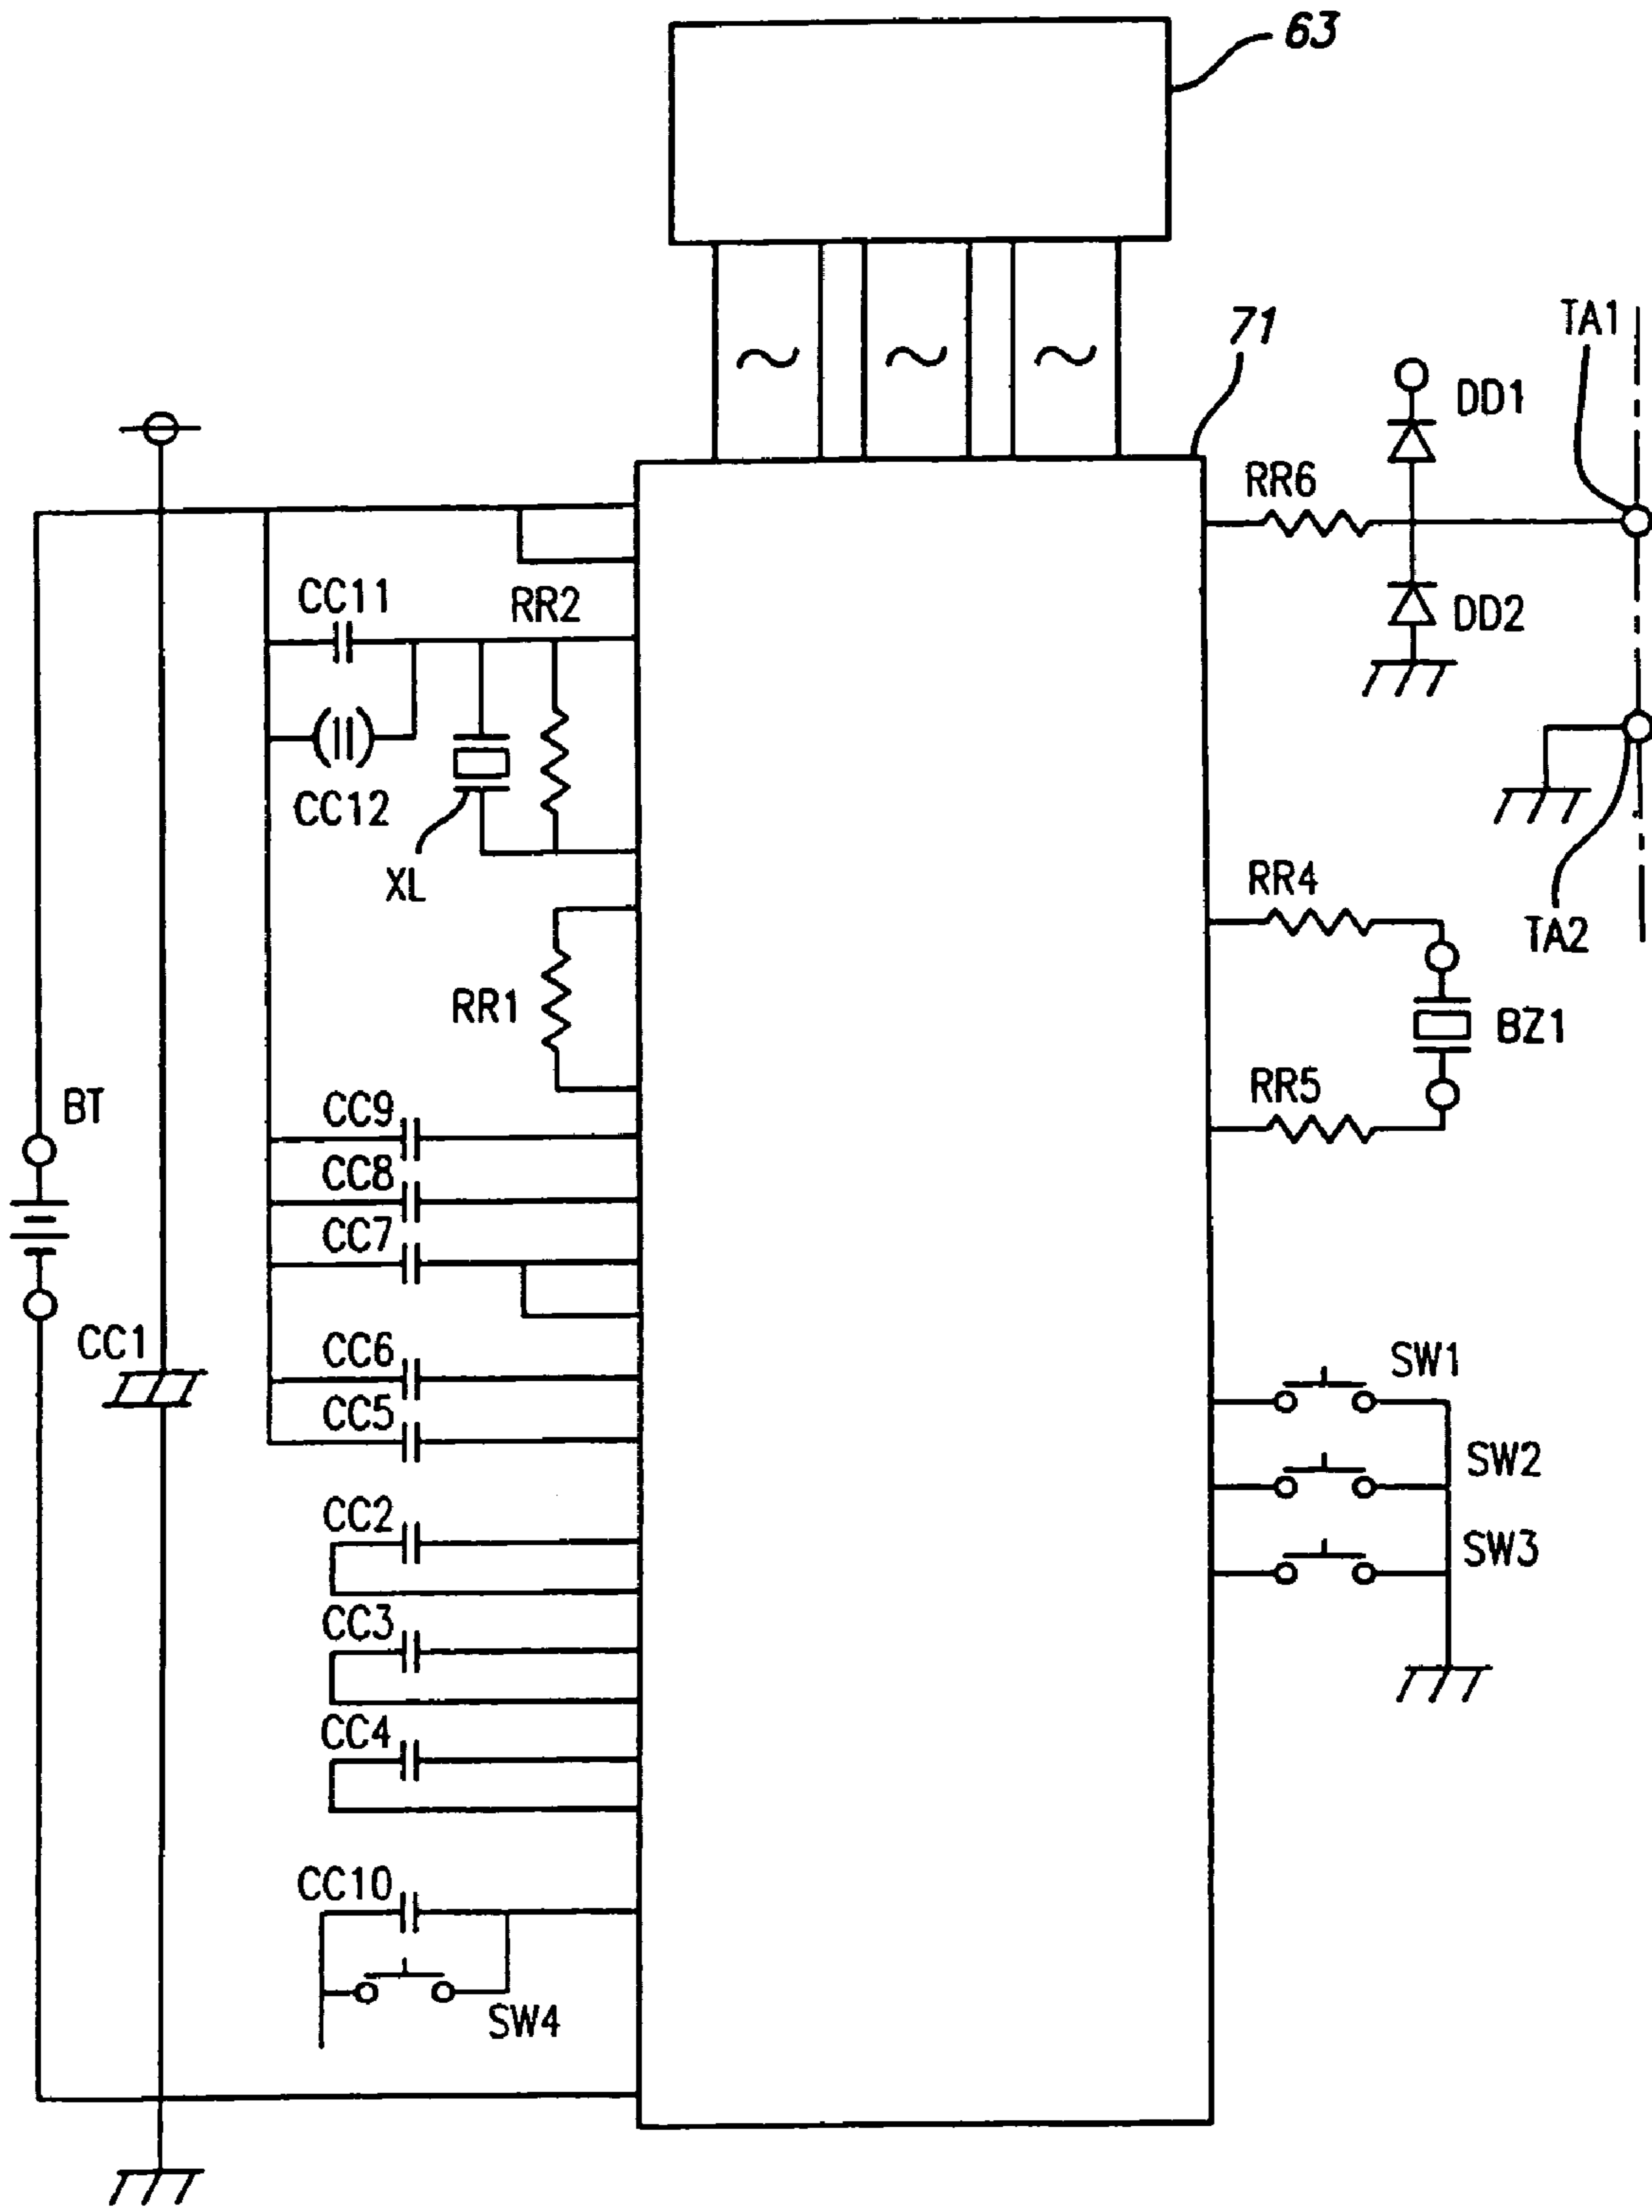 63
71
TA1
DD1
RR6
CC11
RR2
DD2
CC12
XL
RR4
TA2
RR1
BZ1
RR5
BT
CC9
CC8
CC7
CC1
CC6
SW1
CC5
SW2
CC2
SW3
CC3
CC4
CC10
SW4